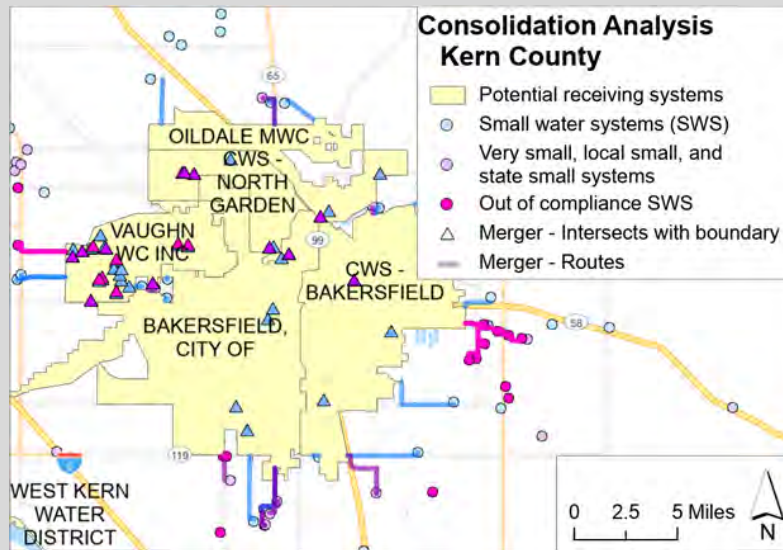 Consolidation Analysis
Kern County
Potential receiving systems
Small water systems (SWS)
Very small, local small, and
state small systems
Out of compliance SWS
Merger - Intersects with boundary
Merger - Routes
65
OILDALE MWC
CWS -
NORTH
GARDEN
VAUGHN
WC INC
99
CWS -
BAKERSFIELD
BAKERSFIELD,
CITY OF
58
119
WEST KERN
WATER
DISTRICT
0 2.5 5 Miles
N